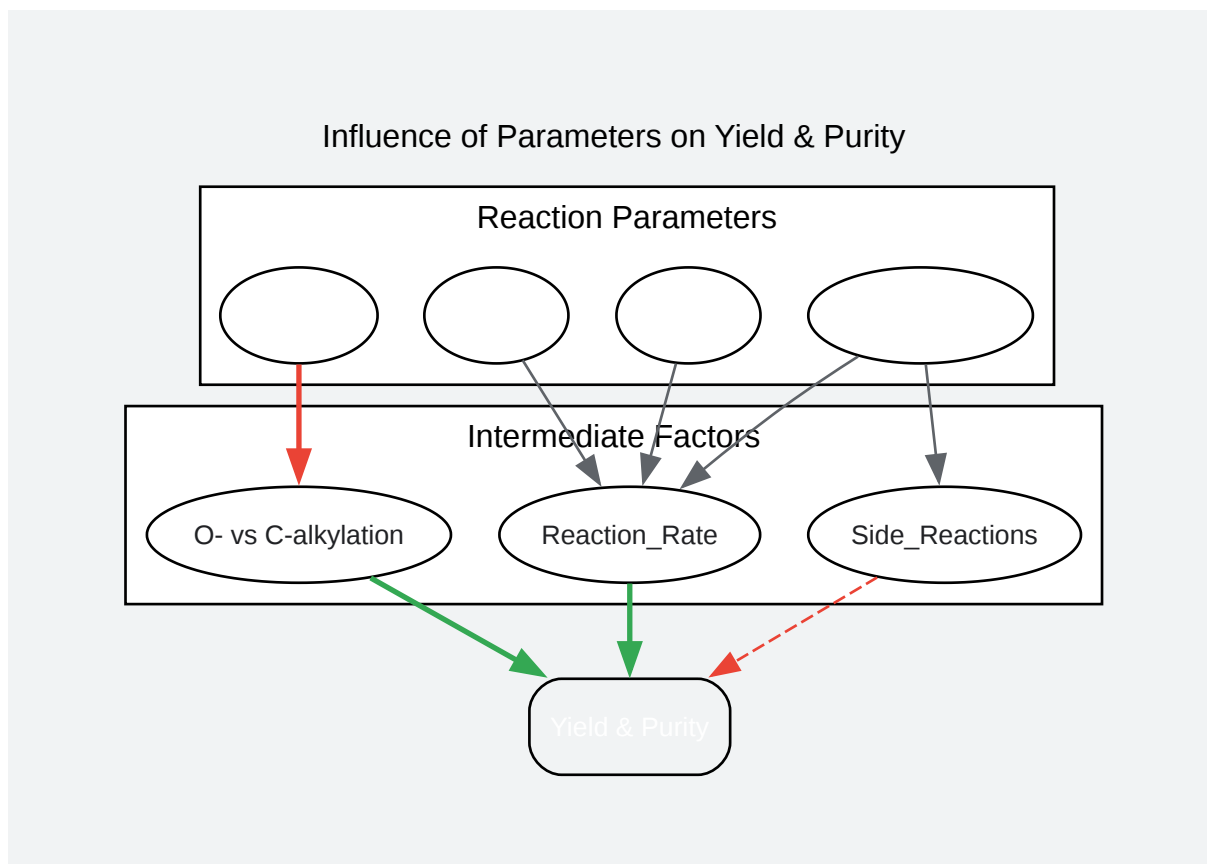 Influence of Parameters on Yield & Purity
Reaction Parameters
Intermediate Factors
O- vs C-alkylation
Reaction_Rate
Side_Reactions
Yield & Purity